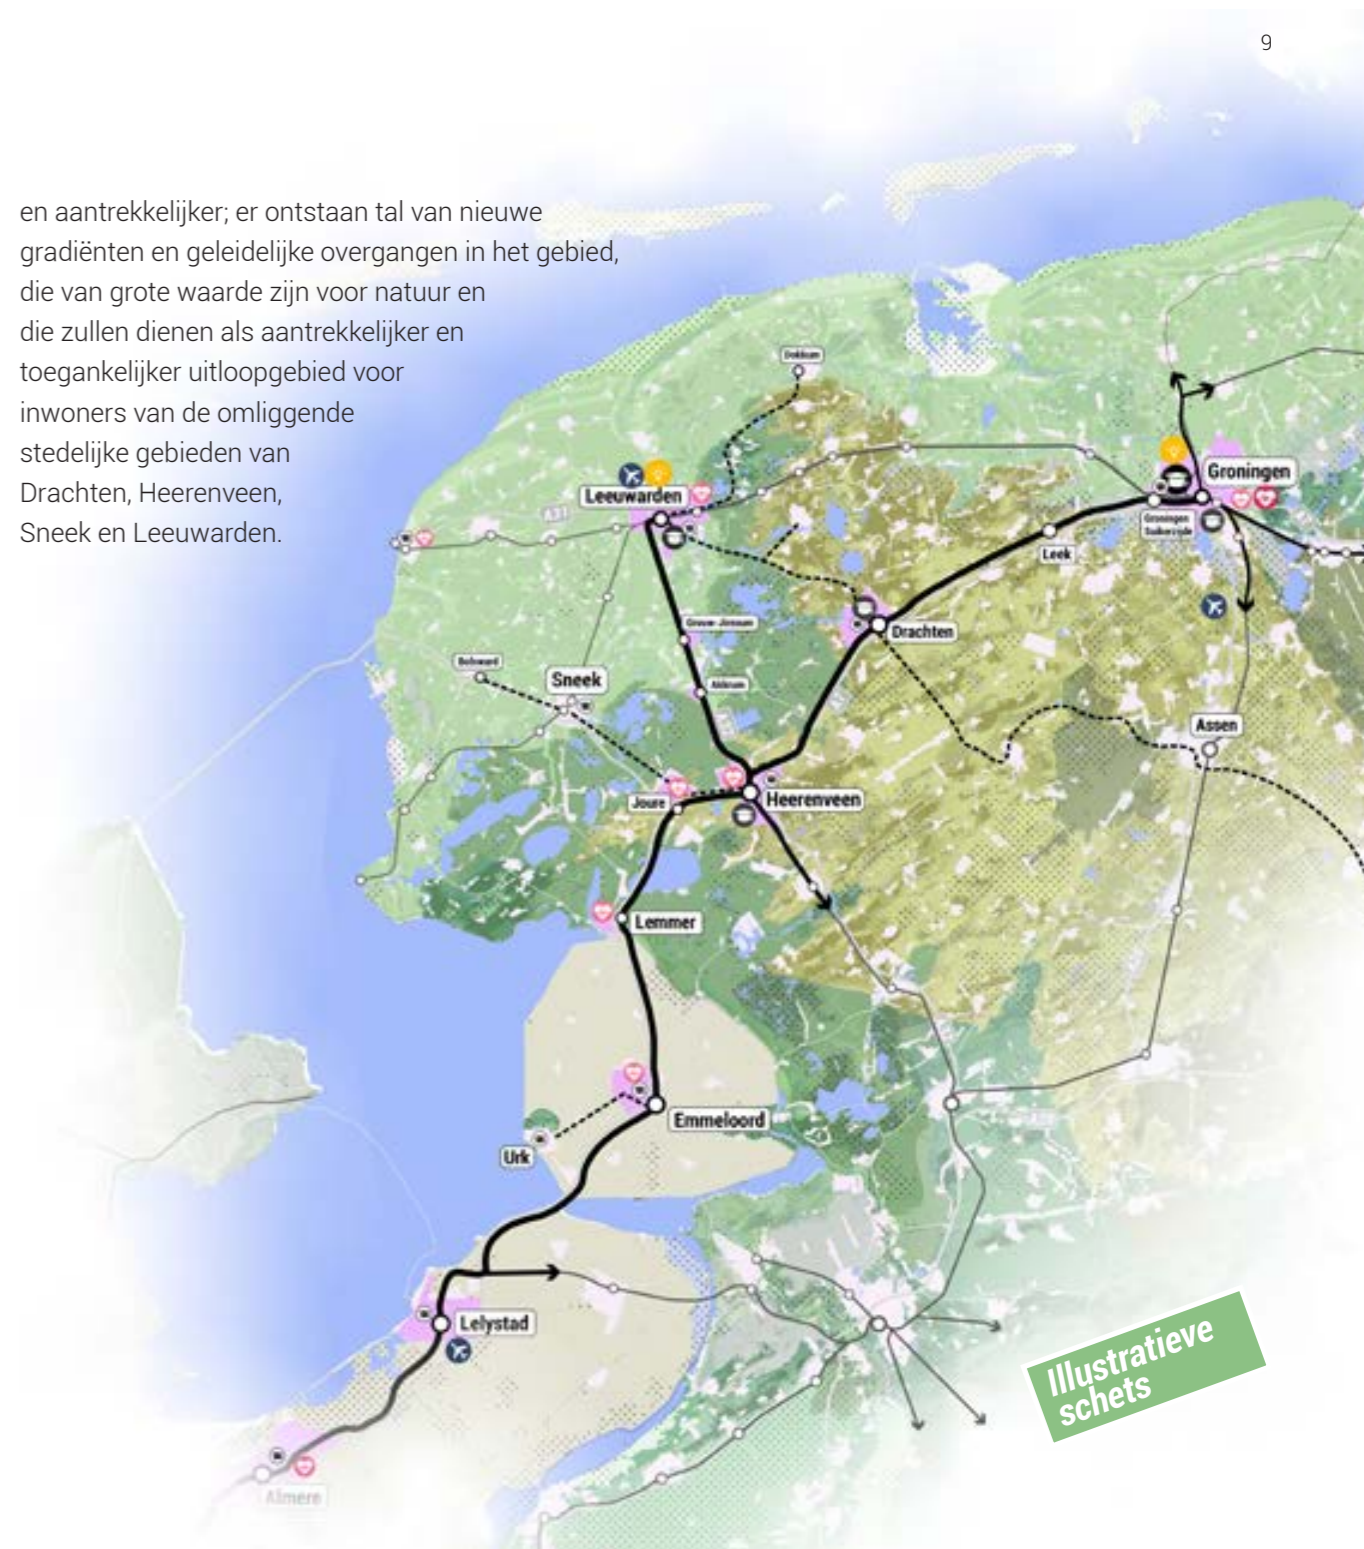 9
en aantrekkelijker; er ontstaan tal van nieuwe
gradiënten en geleidelijke overgangen in het gebied,
die van grote waarde zijn voor natuur en
die zullen dienen als aantrekkelijker en
toegankelijker uitloopgebied voor
inwoners van de omliggende
stedelijke gebieden van
Drachten, Heerenveen,
Sneek en Leeuwarden.
Dokkum
Groningen
Leeuwarden
A31
Groningen
Suikerzijde
Leek
Grouw-Jirnsum
Drachten
Bolsward
Sneek
Akkrum
Assen
Joure
Heerenveen
Lemmer
Emmeloord
Urk
Lelystad
Illustratieve
schets
Almere